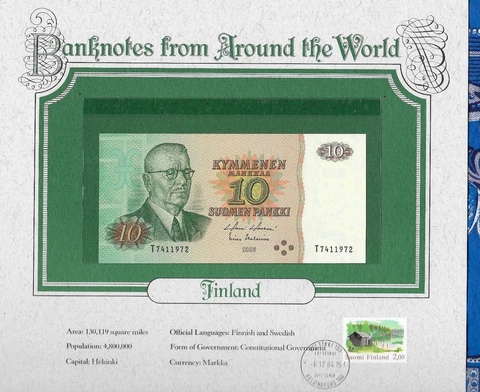 Banknotes from Around the World
KYMMENEN
MARKKAA
10
10
SUOMEN PANKKI
10
1980
T7411972
T7411972
Finland
Area: 130,119 square miles
Population: 4,800,000
Capital: Helsinki
Official Languages: Finnish and Swedish
Form of Government: Constitutional Government
Currency: Markka
Suomi Finland 2,00